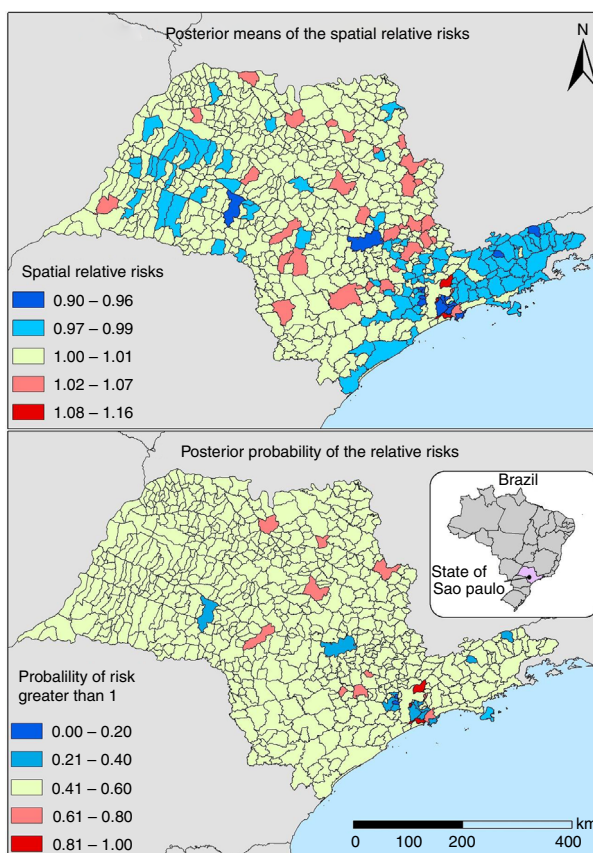 Posterior means of the spatial relative risks
N
Spatial relative risks
0.90 – 0.96
0.97 – 0.99
1.00 – 1.01
1.02 – 1.07
1.08 – 1.16
Posterior probability of the relative risks
Brazil
State of
Sao paulo
Probalility of risk
greater than 1
0.00 – 0.20
0.21 – 0.40
0.41 – 0.60
0.61 – 0.80
0.81 – 1.00
km
0 100 200 400